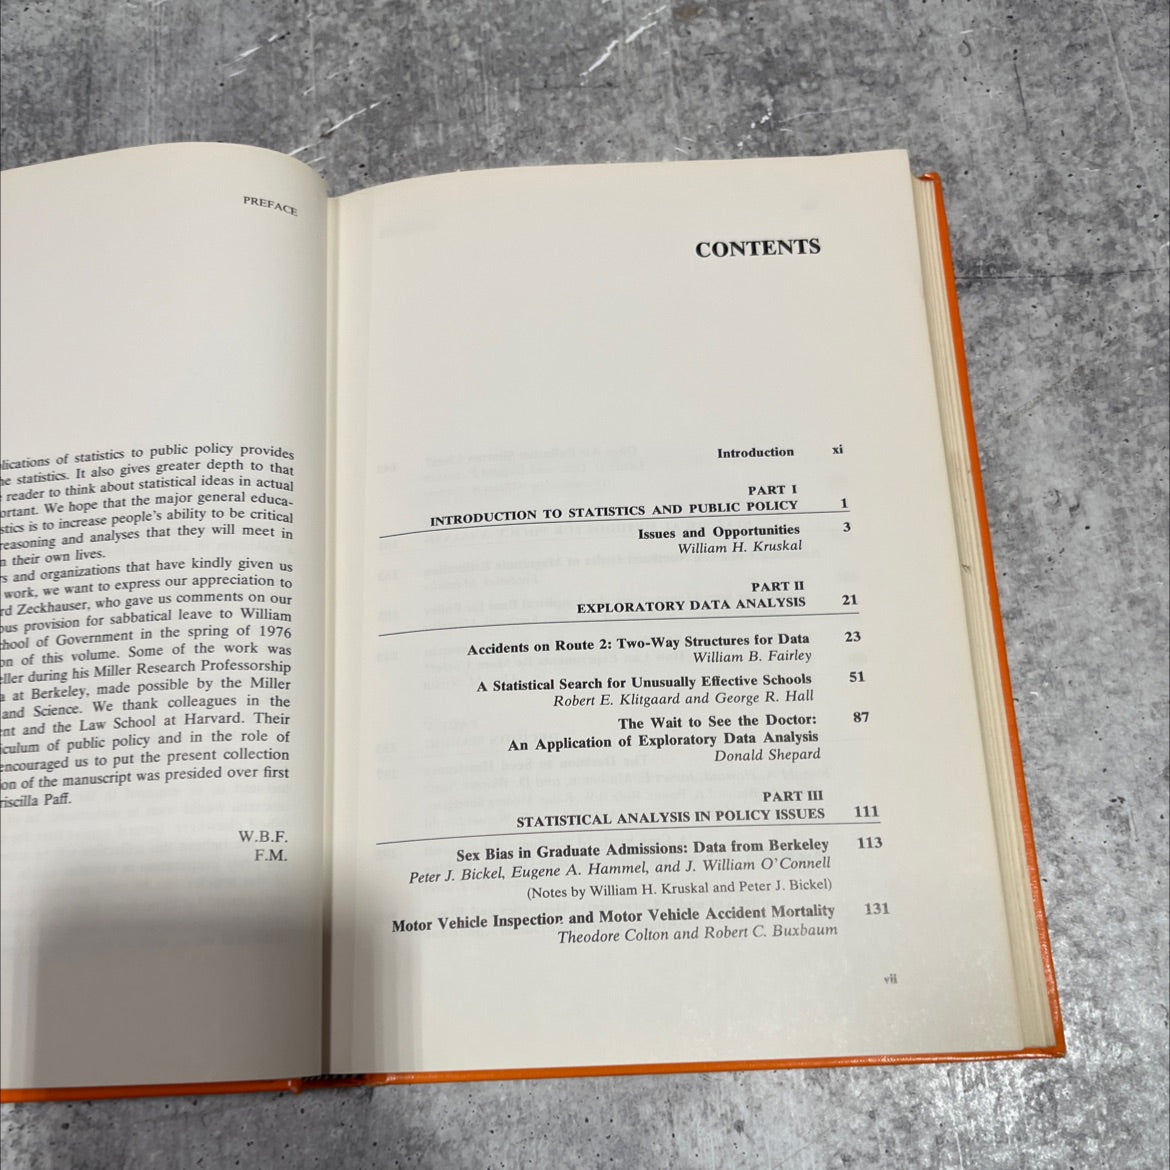 PREFACE
lications of statistics to public policy provides
he statistics. It also gives greater depth to that
reader to think about statistical ideas in actual
ortant. We hope that the major general educa-
stics is to increase people's ability to be critical
reasoning and analyses that they will meet in
n their own lives.
rs and organizations that have kindly given us
work, we want to express our appreciation to
rd Zeckhauser, who gave us comments on our
ous provision for sabbatical leave to William
chool of Government in the spring of 1976
on of this volume. Some of the work was
eller during his Miller Research Professorship
a at Berkeley, made possible by the Miller
and Science. We thank colleagues in the
ent and the Law School at Harvard. Their
iculum of public policy and in the role of
encouraged us to put the present collection
on of the manuscript was presided over first
riscilla Paff.
W.B.F.
F.M.
CONTENTS
Introduction xi
PART I
INTRODUCTION TO STATISTICS AND PUBLIC POLICY 1
Issues and Opportunities 3
William H. Kruskal
PART II
EXPLORATORY DATA ANALYSIS 21
Accidents on Route 2: Two-Way Structures for Data 23
William B. Fairley
A Statistical Search for Unusually Effective Schools 51
Robert E. Klitgaard and George R. Hall
The Wait to See the Doctor: 87
An Application of Exploratory Data Analysis
Donald Shepard
PART III
STATISTICAL ANALYSIS IN POLICY ISSUES 111
Sex Bias in Graduate Admissions: Data from Berkeley 113
Peter J. Bickel, Eugene A. Hammel, and J. William O'Connell
(Notes by William H. Kruskal and Peter J. Bickel)
Motor Vehicle Inspection and Motor Vehicle Accident Mortality 131
Theodore Colton and Robert C. Buxbaum
vii